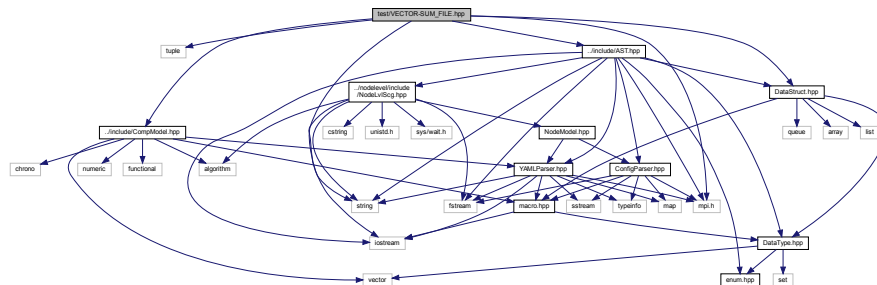 test/VECTOR-SUM_FILE.hpp
tuple
../include/AST.hpp
../nodelevel/include
/NodeLvlScg.hpp
DataStruct.hpp
../include/CompModel.hpp
cstring
unistd.h
sys/wait.h
NodeModel.hpp
queue
array
list
chrono
numeric
functional
algorithm
YAMLParser.hpp
ConfigParser.hpp
string
fstream
macro.hpp
sstream
typeinfo
map
mpi.h
iostream
DataType.hpp
vector
enum.hpp
set